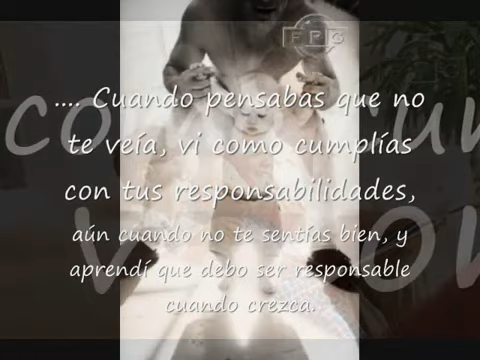 FPG
.... Cuando pensabas que no
te veía, vi como cumplías
con tus responsabilidades,
aún cuando no te sentías bien, y
aprendí que debo ser responsable
cuando crezca.